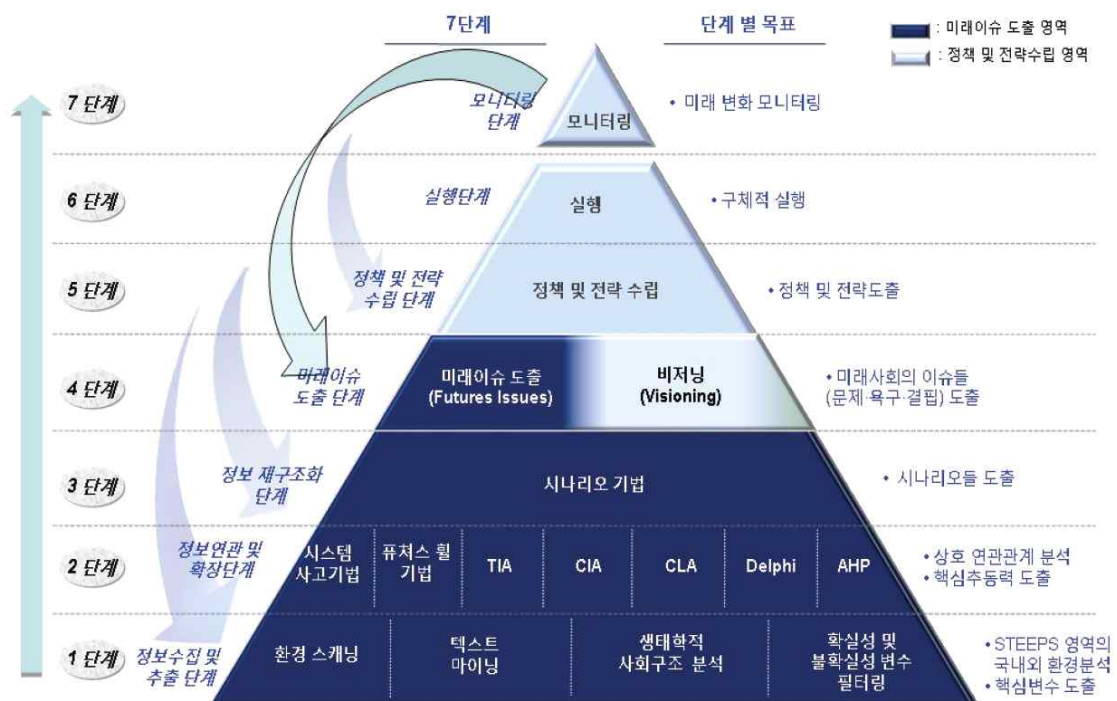 7단계
단계 별 목표
: 미래이슈 도출 영역
: 정책 및 전략수립 영역
7 단계
모니터링
단계
모니터링
• 미래 변화 모니터링
6 단계
실행단계
실행
• 구체적 실행
5 단계
정책 및 전략
수립 단계
정책 및 전략 수립
• 정책 및 전략도출
4 단계
미래이슈
도출 단계
미래이슈 도출
(Futures Issues)
비저닝
(Visioning)
• 미래사회의 이슈들
(문제·욕구·결핍) 도출
3 단계
정보 재구조화
단계
시나리오 기법
• 시나리오들 도출
2 단계
정보연관 및
확장단계
시스템
사고기법
퓨쳐스 휠
기법
TIA
CIA
CLA
Delphi
AHP
• 상호 연관관계 분석
• 핵심추동력 도출
1 단계
정보수집 및
추출 단계
환경 스캐닝
텍스트
마이닝
생태학적
사회구조 분석
확실성 및
불확실성 변수
필터링
• STEEPS 영역의
국내외 환경분석
• 핵심변수 도출